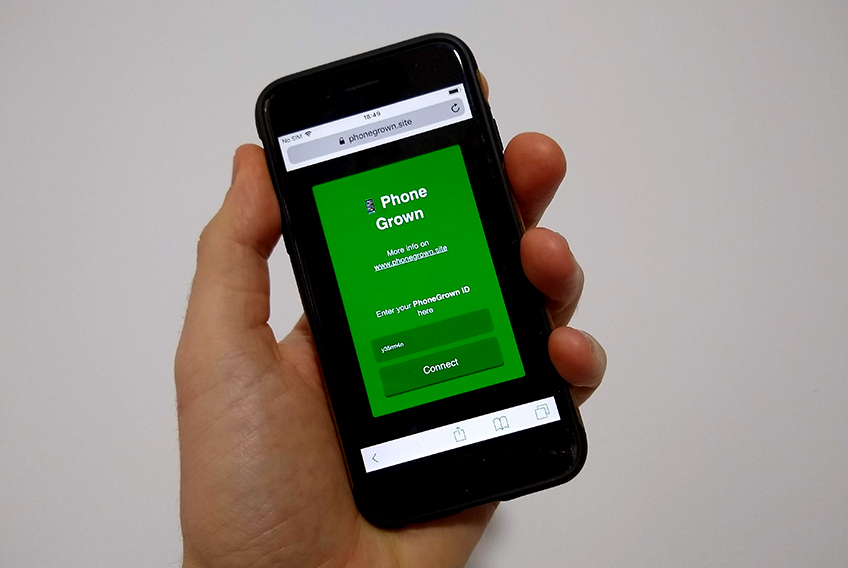 No SIM 18:49
phonegrown.site
Phone
Grown
More info on
www.phonegrown.site
Enter your PhoneGrown ID
here
Connect